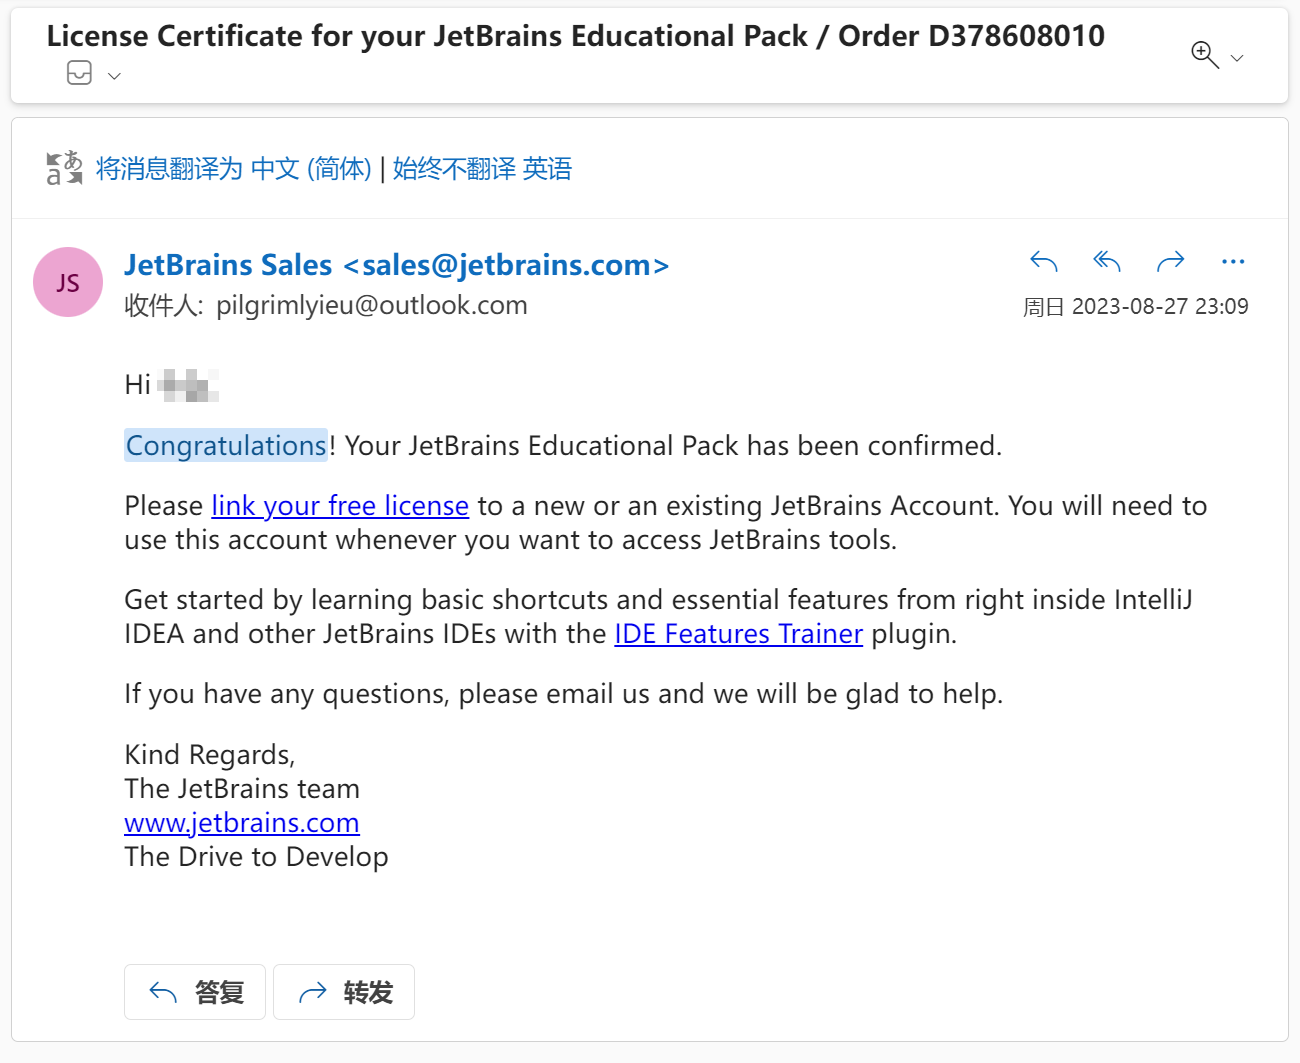 License Certificate for your JetBrains Educational Pack / Order D378608010
将消息翻译为 中文 (简体) | 始终不翻译 英语
JS
JetBrains Sales <sales@jetbrains.com>
收件人: pilgrimlyieu@outlook.com
周日 2023-08-27 23:09
Hi
Congratulations! Your JetBrains Educational Pack has been confirmed.
Please link your free license to a new or an existing JetBrains Account. You will need to
use this account whenever you want to access JetBrains tools.
Get started by learning basic shortcuts and essential features from right inside IntelliJ
IDEA and other JetBrains IDEs with the IDE Features Trainer plugin.
If you have any questions, please email us and we will be glad to help.
Kind Regards,
The JetBrains team
www.jetbrains.com
The Drive to Develop
答复
转发